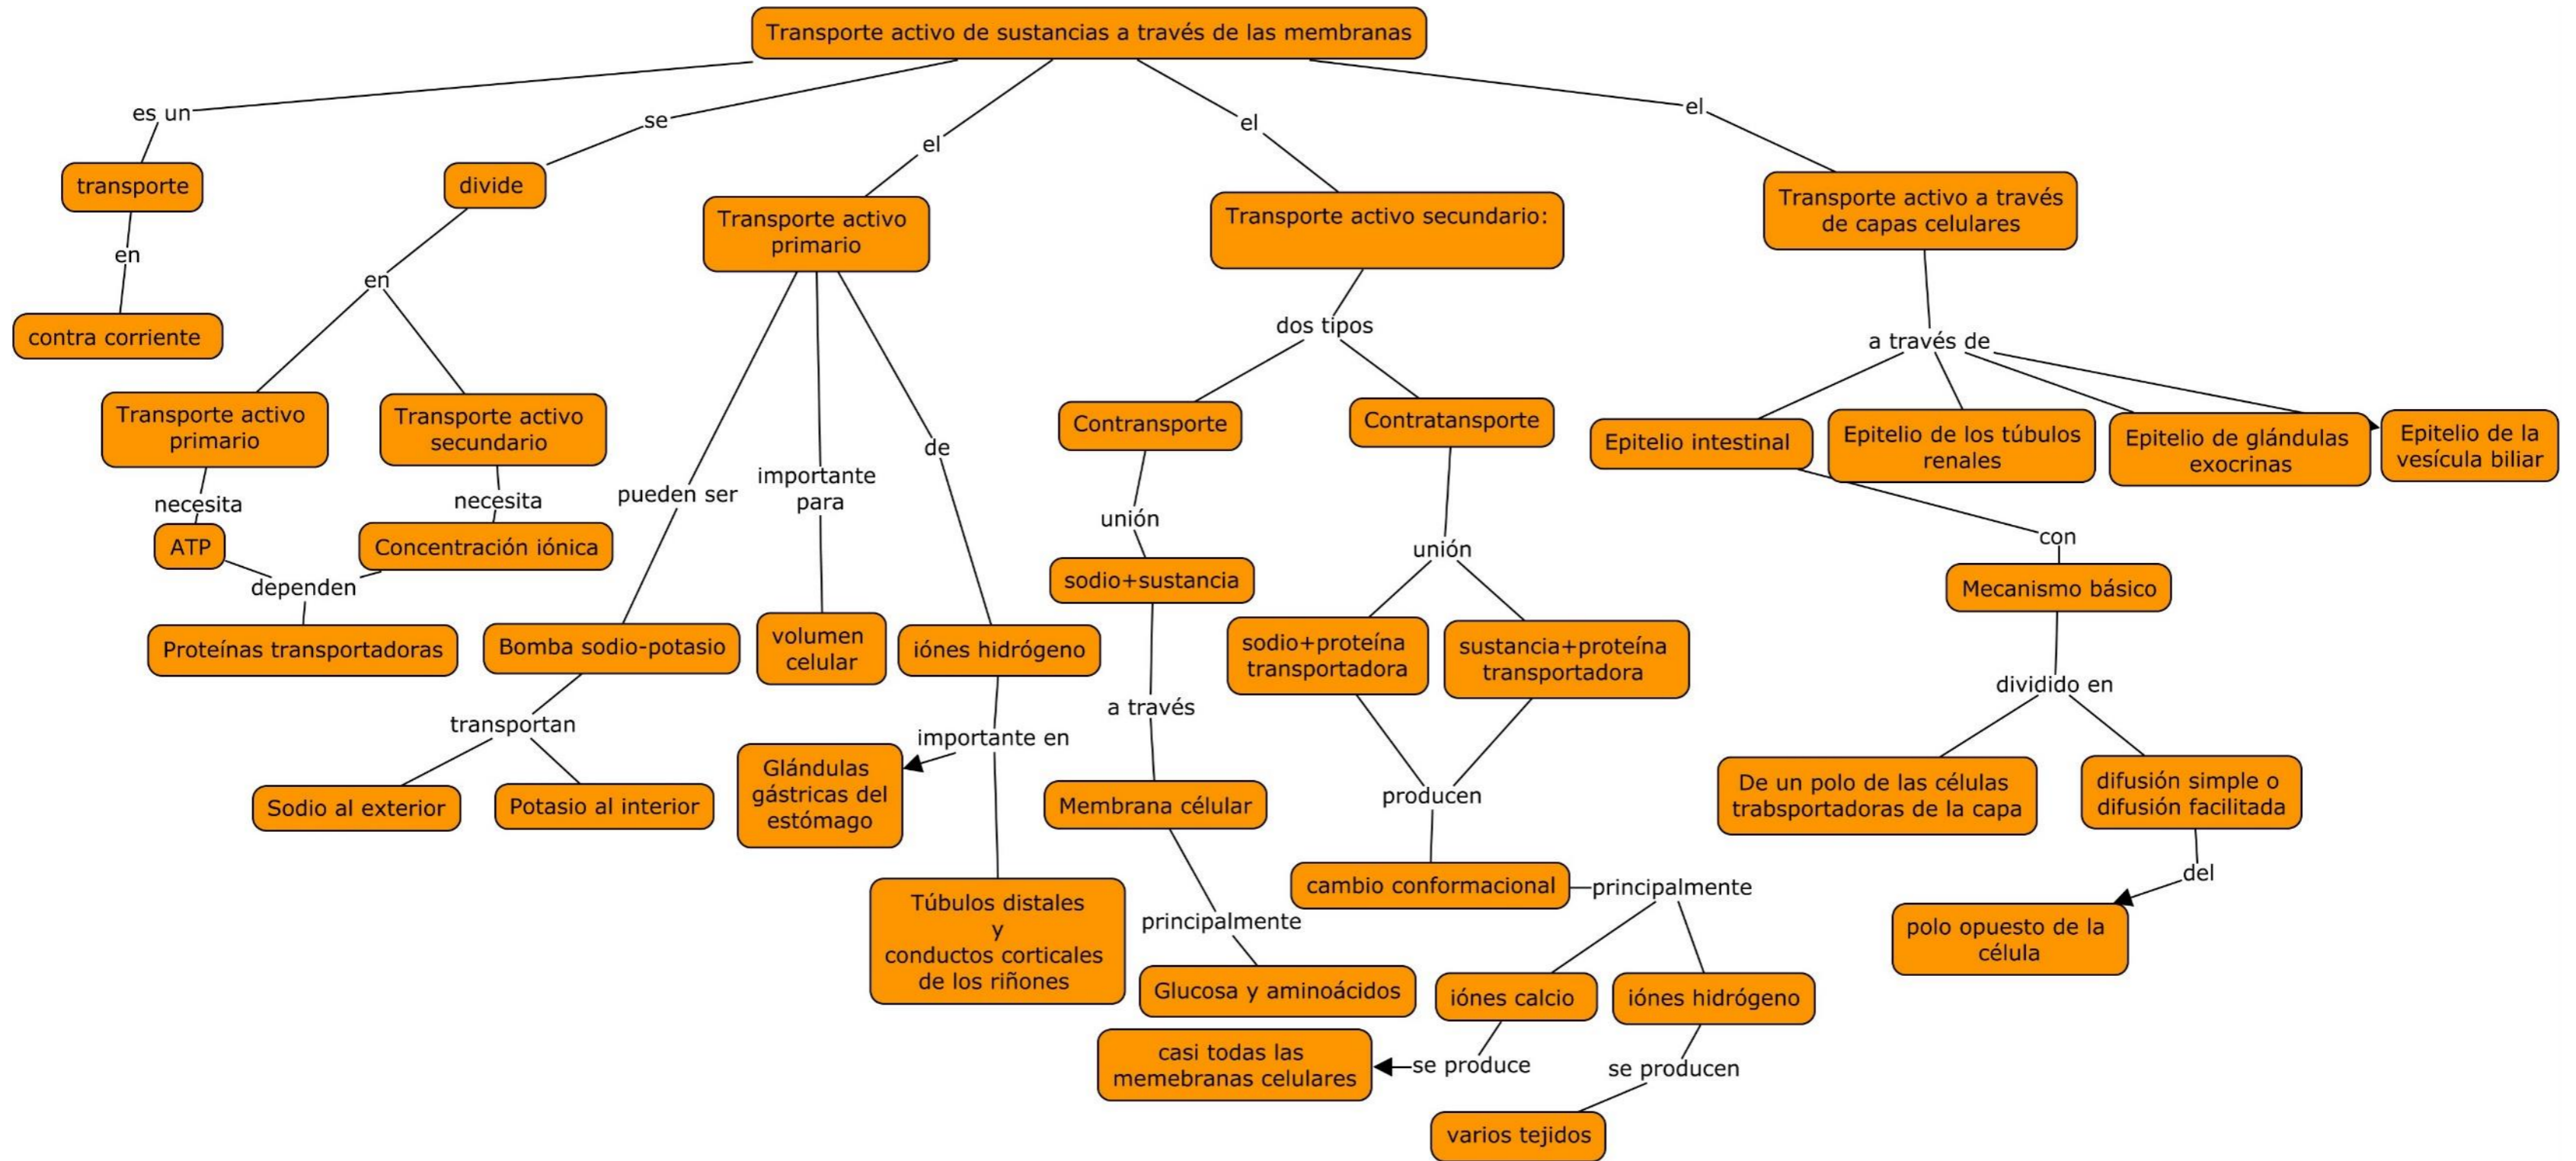 Transporte activo de sustancias a través de las membranas
es un
se
el
el
el
transporte
divide
Transporte activo
primario
Transporte activo secundario:
Transporte activo a través
de capas celulares
en
en
dos tipos
a través de
contra corriente
Transporte activo
primario
Transporte activo
secundario
Contransporte
Contratansporte
Epitelio intestinal
Epitelio de los túbulos
renales
Epitelio de glándulas
exocrinas
Epitelio de la
vesícula biliar
necesita
necesita
pueden ser
importante
para
de
unión
unión
con
ATP
Concentración iónica
dependen
Proteínas transportadoras
Bomba sodio-potasio
volumen
celular
iónes hidrógeno
sodio+sustancia
sodio+proteína
transportadora
sustancia+proteína
transportadora
Mecanismo básico
dividido en
transportan
importante en
a través
producen
Sodio al exterior
Potasio al interior
Glándulas
gástricas del
estómago
Membrana célular
De un polo de las células
trabsportadoras de la capa
difusión simple o
difusión facilitada
del
Túbulos distales
y
conductos corticales
de los riñones
principalmente
cambio conformacional
principalmente
polo opuesto de la
célula
Glucosa y aminoácidos
iónes calcio
iónes hidrógeno
casi todas las
memebranas celulares
se produce
se producen
varios tejidos